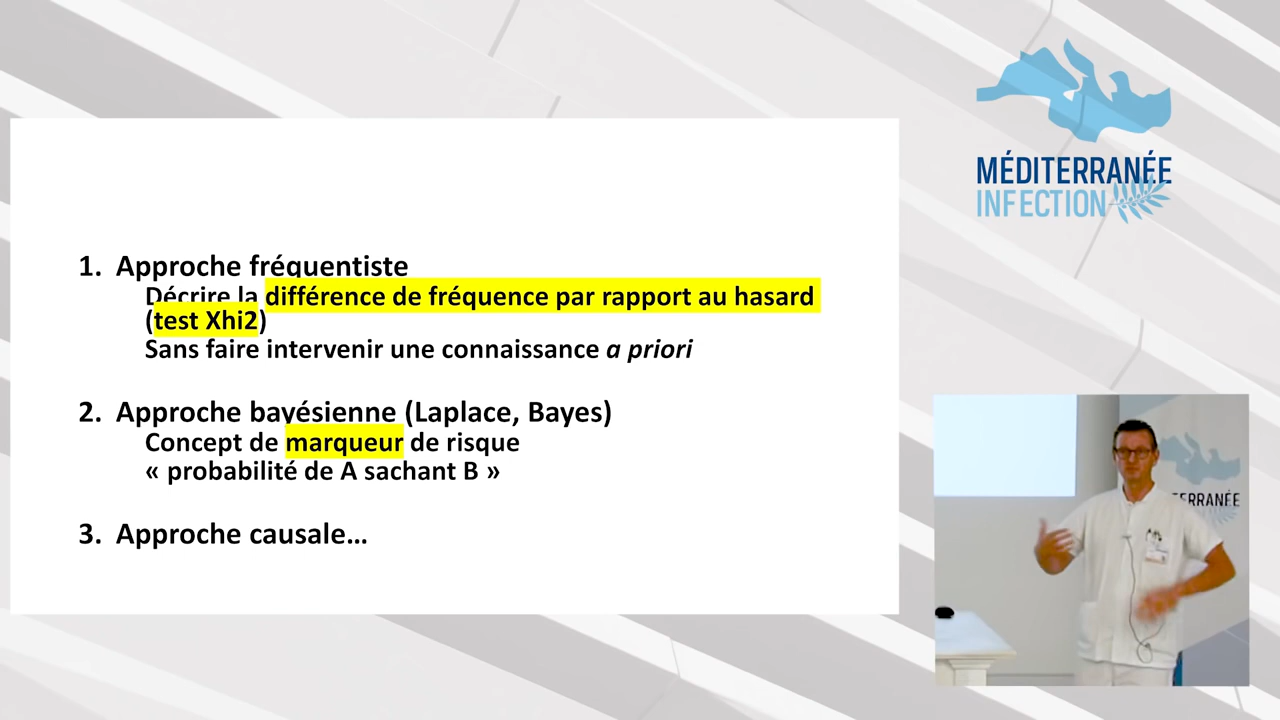 MÉDITERRANÉE
INFECTION
1. Approche fréquentiste
Décrire la différence de fréquence par rapport au hasard
(test Xhi2)
Sans faire intervenir une connaissance a priori
2. Approche bayésienne (Laplace, Bayes)
Concept de marqueur de risque
« probabilité de A sachant B »
3. Approche causale...
TERRANÉE